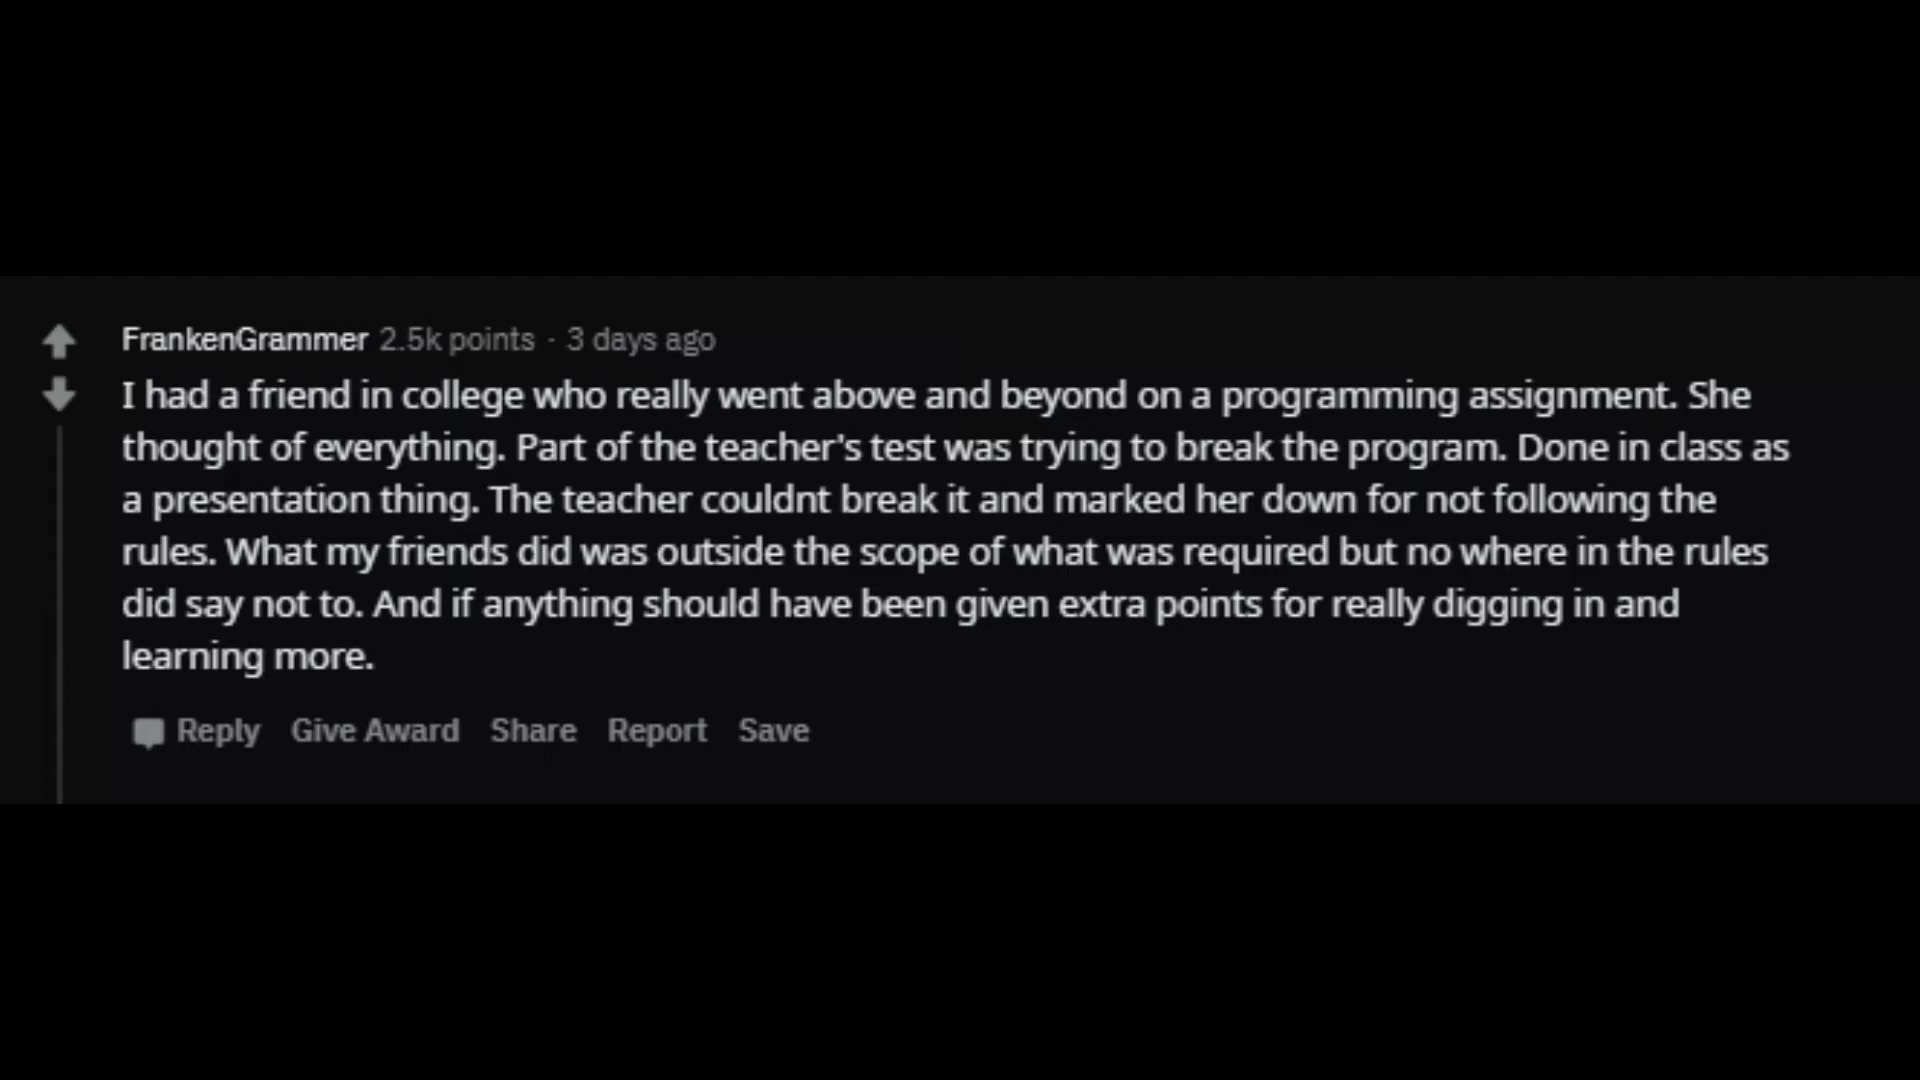 FrankenGrammer 2.5k points · 3 days ago
I had a friend in college who really went above and beyond on a programming assignment. She
thought of everything. Part of the teacher's test was trying to break the program. Done in class as
a presentation thing. The teacher couldnt break it and marked her down for not following the
rules. What my friends did was outside the scope of what was required but no where in the rules
did say not to. And if anything should have been given extra points for really digging in and
learning more.
Reply Give Award Share Report Save